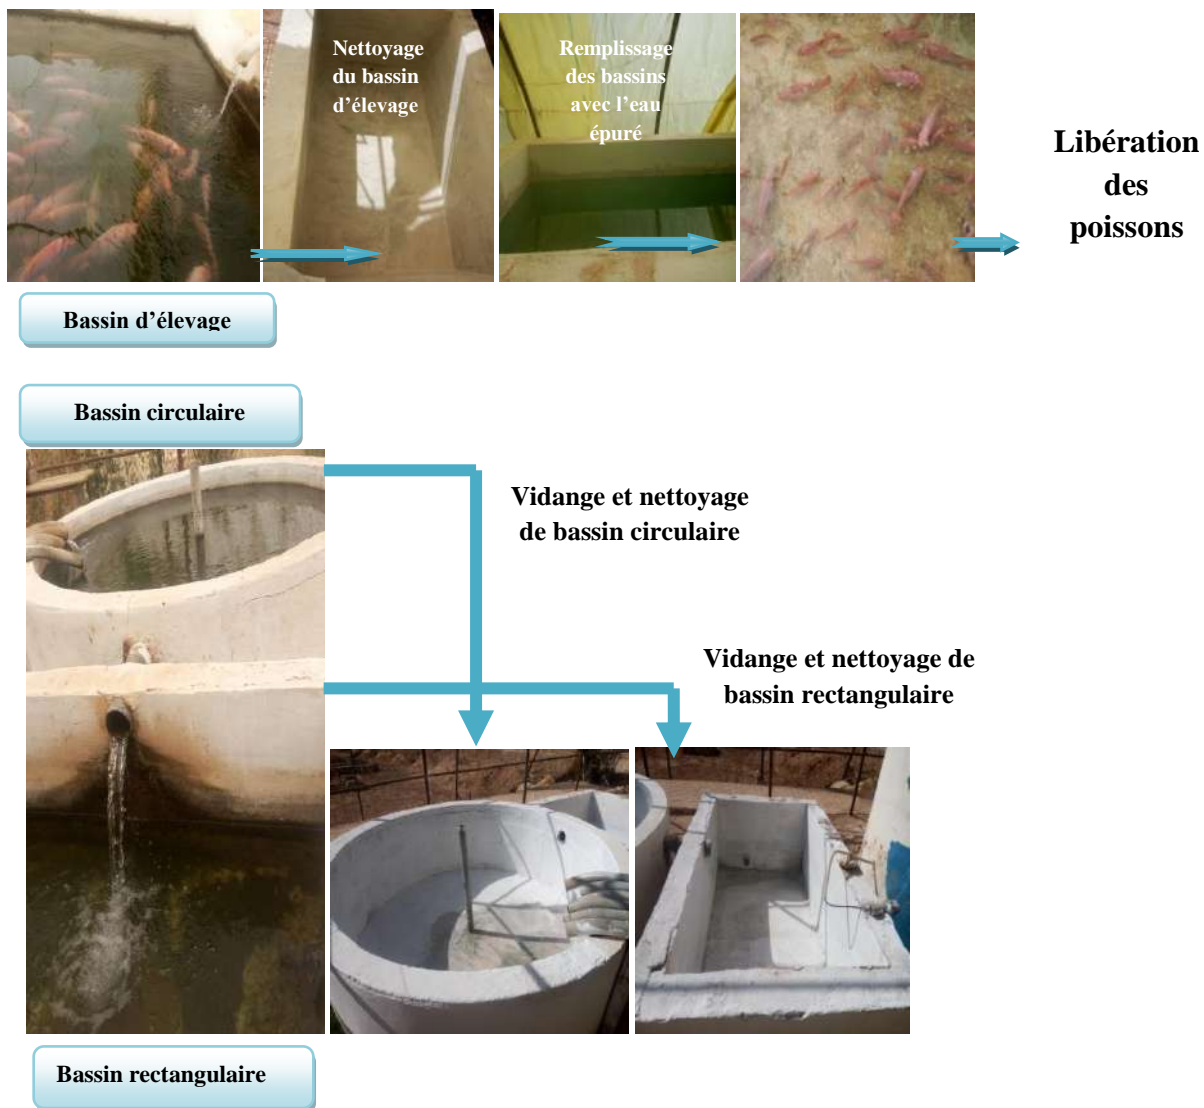 Nettoyage
du bassin
d'élevage
Remplissage
des bassins
avec l'eau
épuré
Libération
des
poissons
Bassin d'élevage
Bassin circulaire
Vidange et nettoyage
de bassin circulaire
Vidange et nettoyage de
bassin rectangulaire
Bassin rectangulaire